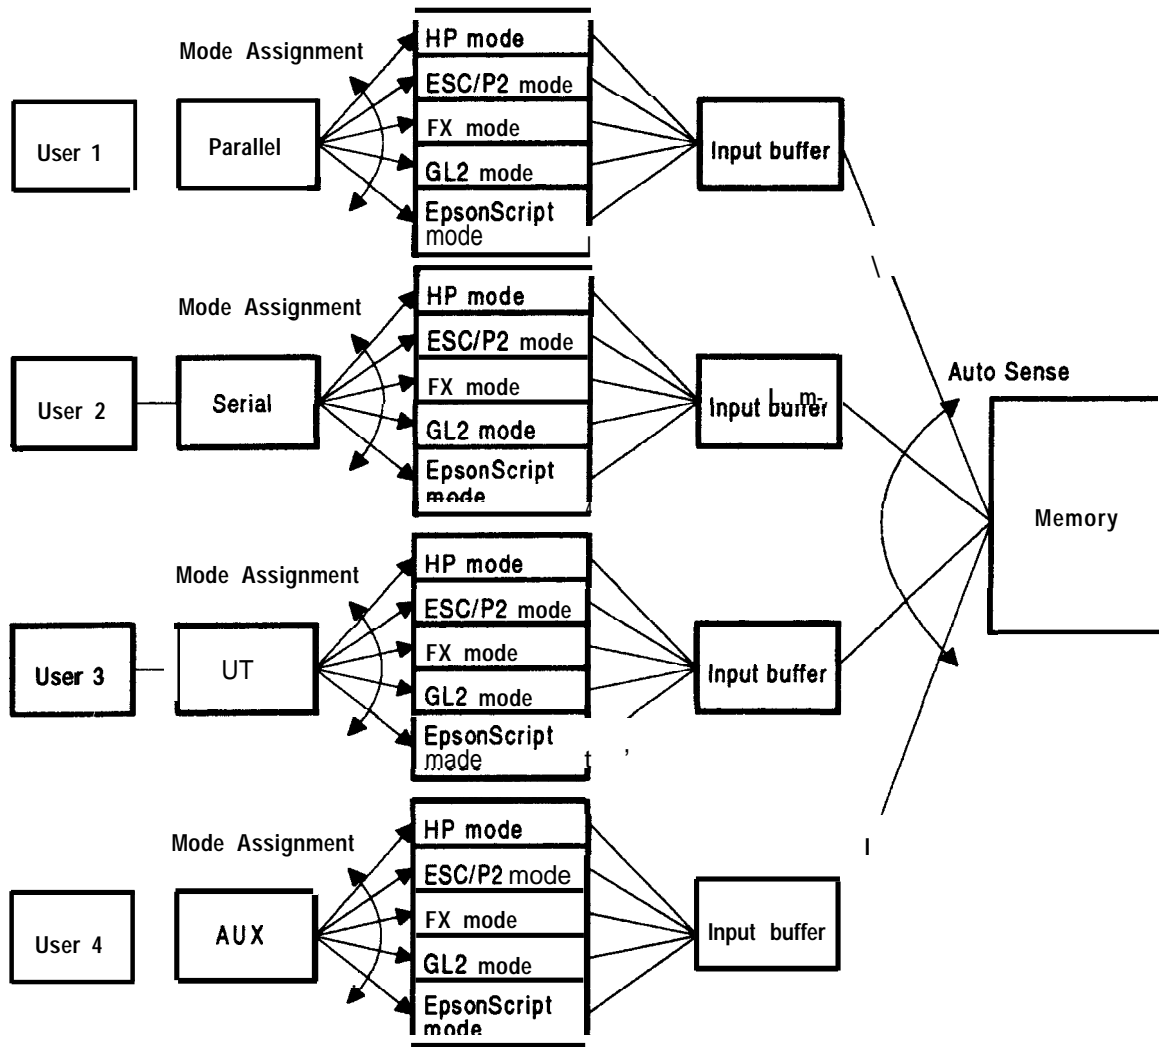 HP mode
Mode Assignment
ESC/P2 mode
FX mode
User 1
Parallel
Input buffer
GL2 mode
EpsonScript
mode
HP mode
Mode Assignment
ESC/P2 mode
Auto Sense
FX mode
User 2
Serial
Input buffer
GL2 mode
EpsonScript
mode
Memory
HP mode
Mode Assignment
ESC/P2 mode
FX mode
User 3
UT
Input buffer
GL2 mode
EpsonScript
made
HP mode
Mode Assignment
ESC/P2 mode
FX mode
User 4
AUX
Input buffer
GL2 mode
EpsonScript
mode